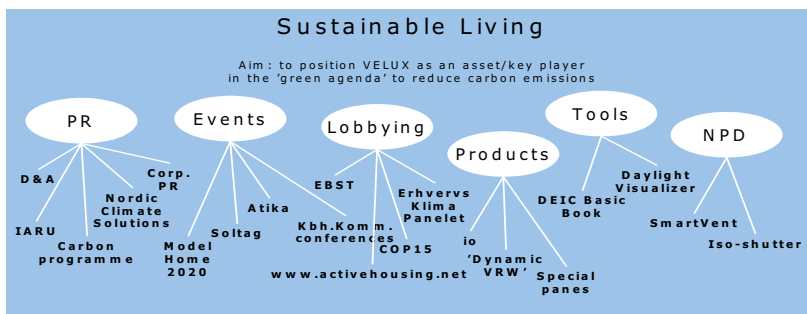 Sustainable Living
Aim: to position VELUX as an asset/key player
in the 'green agenda' to reduce carbon emissions
PR
Events
Lobbying
Products
Tools
NPD
D&A
IARU
Carbon
programme
Nordic
Climate
Solutions
Corp.
PR
Model
Home
2020
Soltag
Atika
Kbh.Komm.
conferences
EBST
www.activehousing.net
COP15
Erhvervs
Klima
Panelet
io
'Dynamic
VRW'
Special
panes
DEIC Basic
Book
Daylight
Visualizer
SmartVent
Iso-shutter